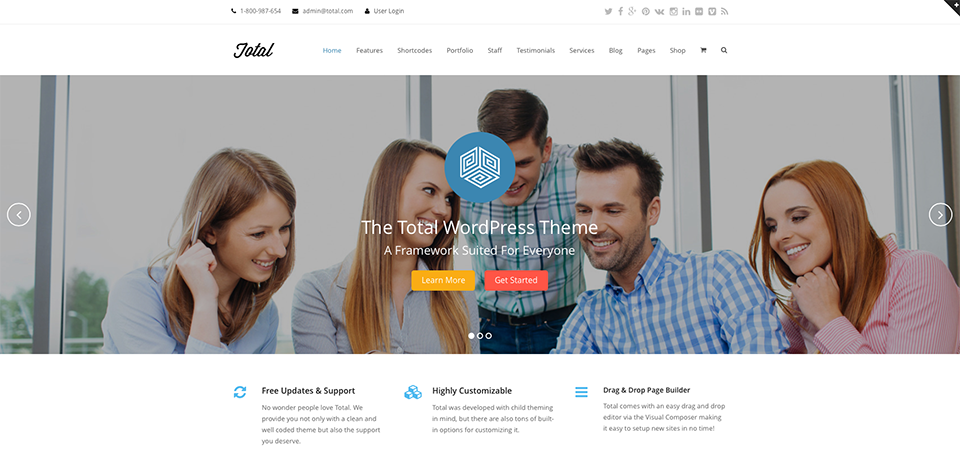 1-800-987-654 admin@total.com User Login
Total Home Features Shortcodes Portfolio Staff Testimonials Services Blog Pages Shop
The Total WordPress Theme
A Framework Suited For Everyone
Learn More Get Started
Free Updates & Support
No wonder people love Total. We
provide you not only with a clean and
well coded theme but also the support
you deserve.
Highly Customizable
Total was developed with child theming
in mind, but there are also tons of built-
in options for customizing it.
Drag & Drop Page Builder
Total comes with an easy drag and drop
editor via the Visual Composer making
it easy to setup new sites in no time!